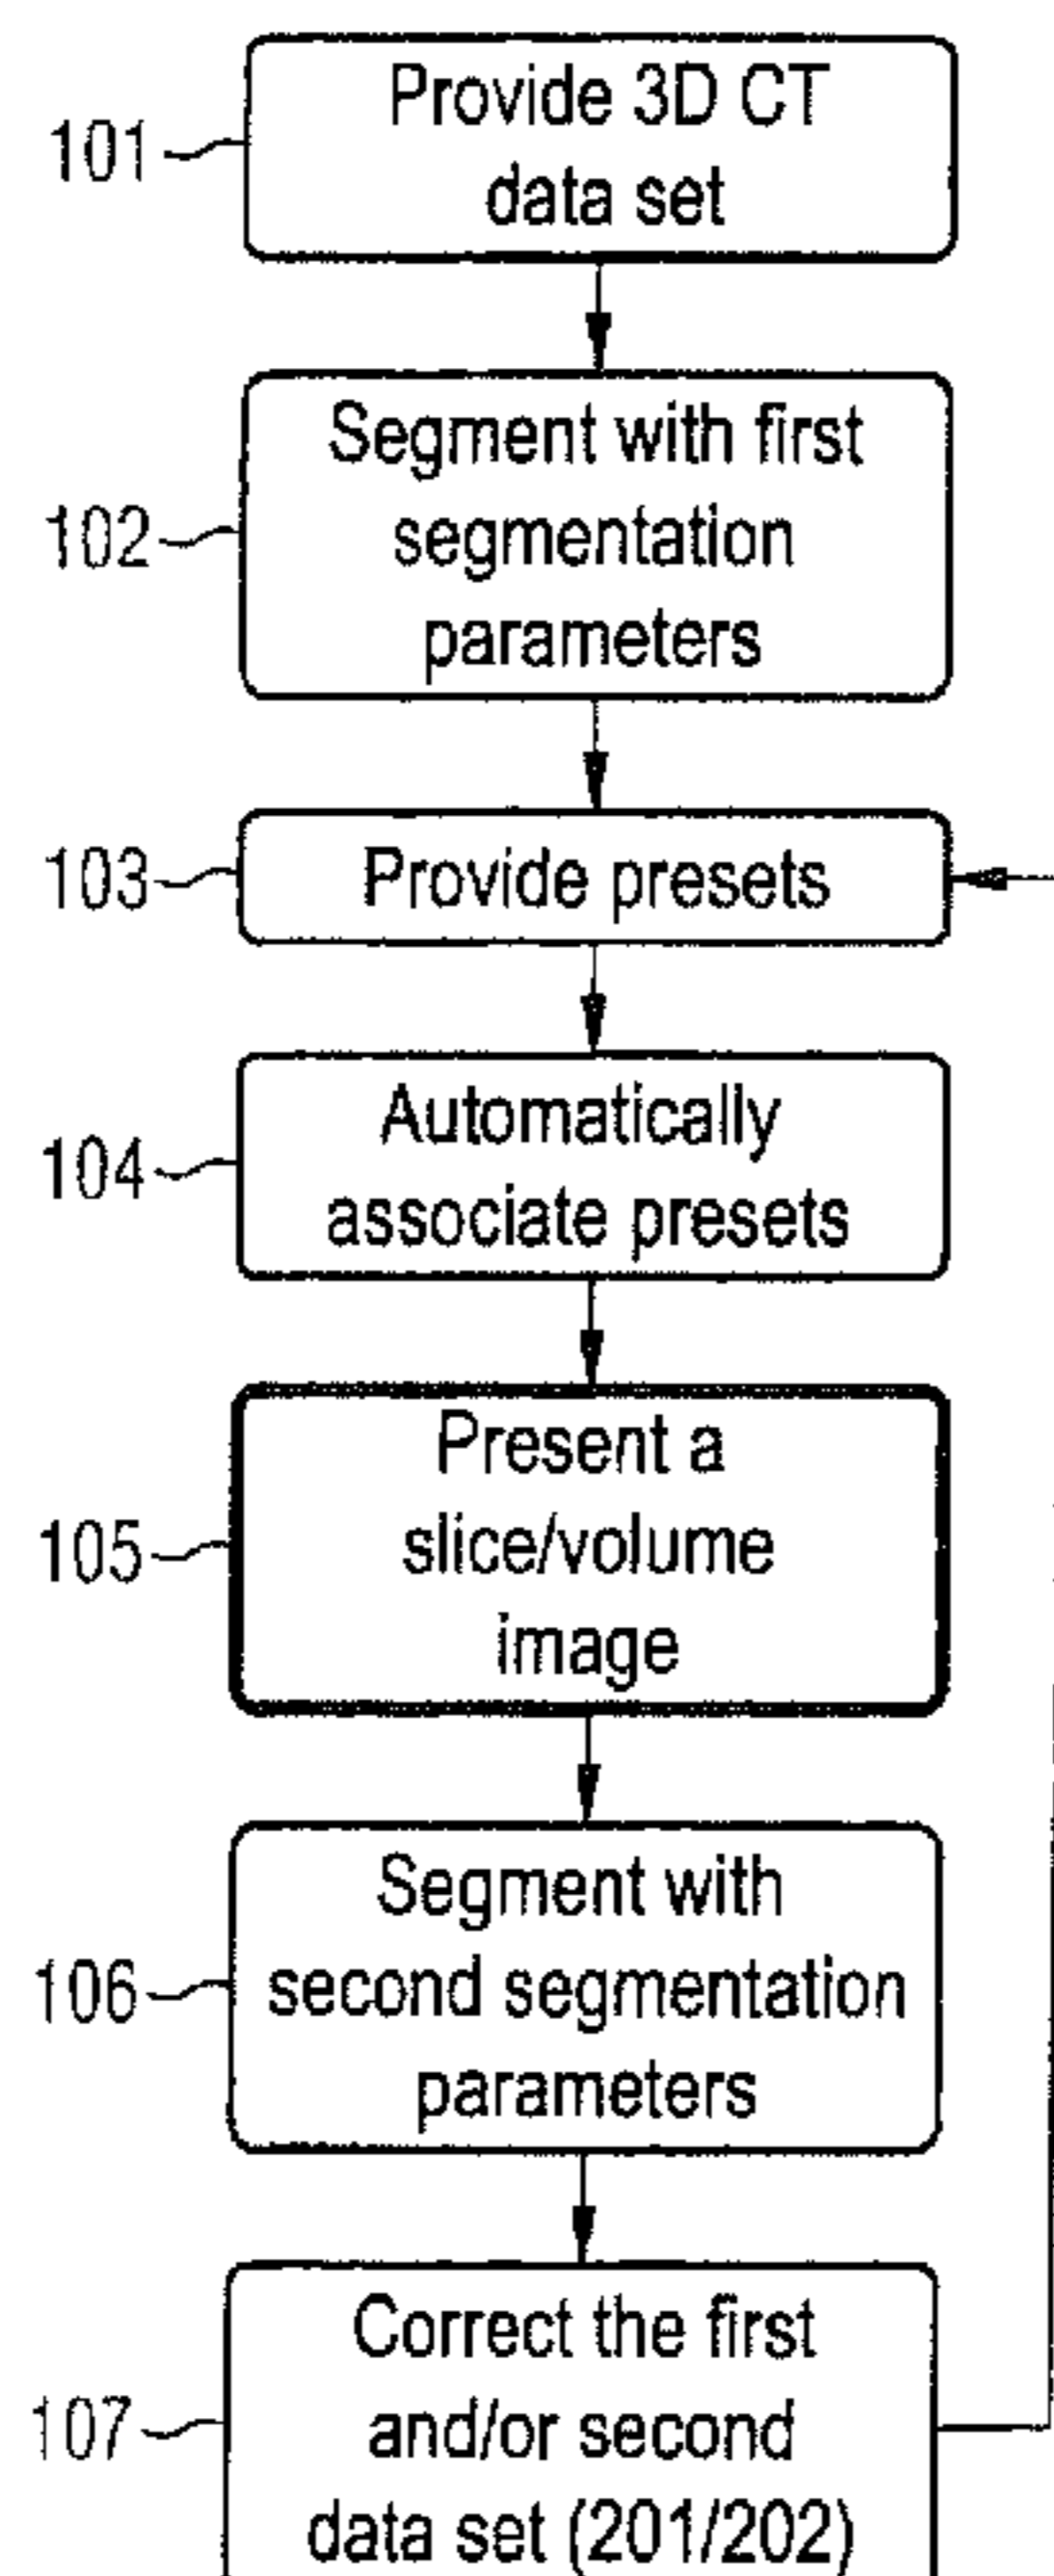 101
Provide 3D CT
data set
102
Segment with first
segmentation
parameters
103
Provide presets
104
Automatically
associate presets
105
Present a
slice/volume
image
106
Segment with
second segmentation
parameters
107
Correct the first
and/or second
data set (201/202)